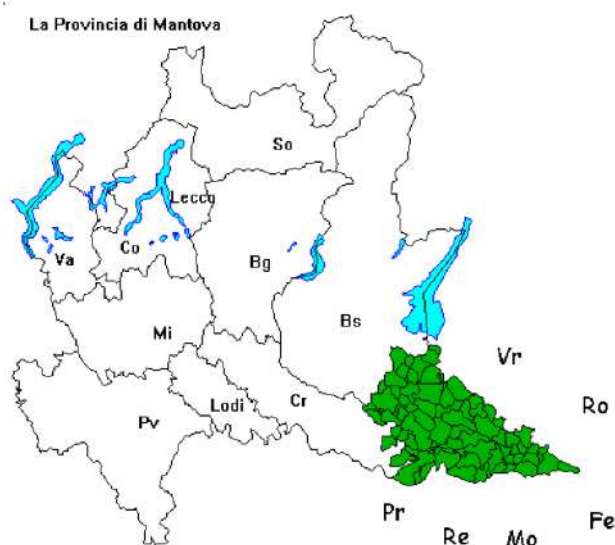 La Provincia di Mantova
So
Lecco
Va
Co
Bg
Bs
Mi
Vr
Cr
Lodi
Ro
Pv
Pr
Re
Mo
Fe